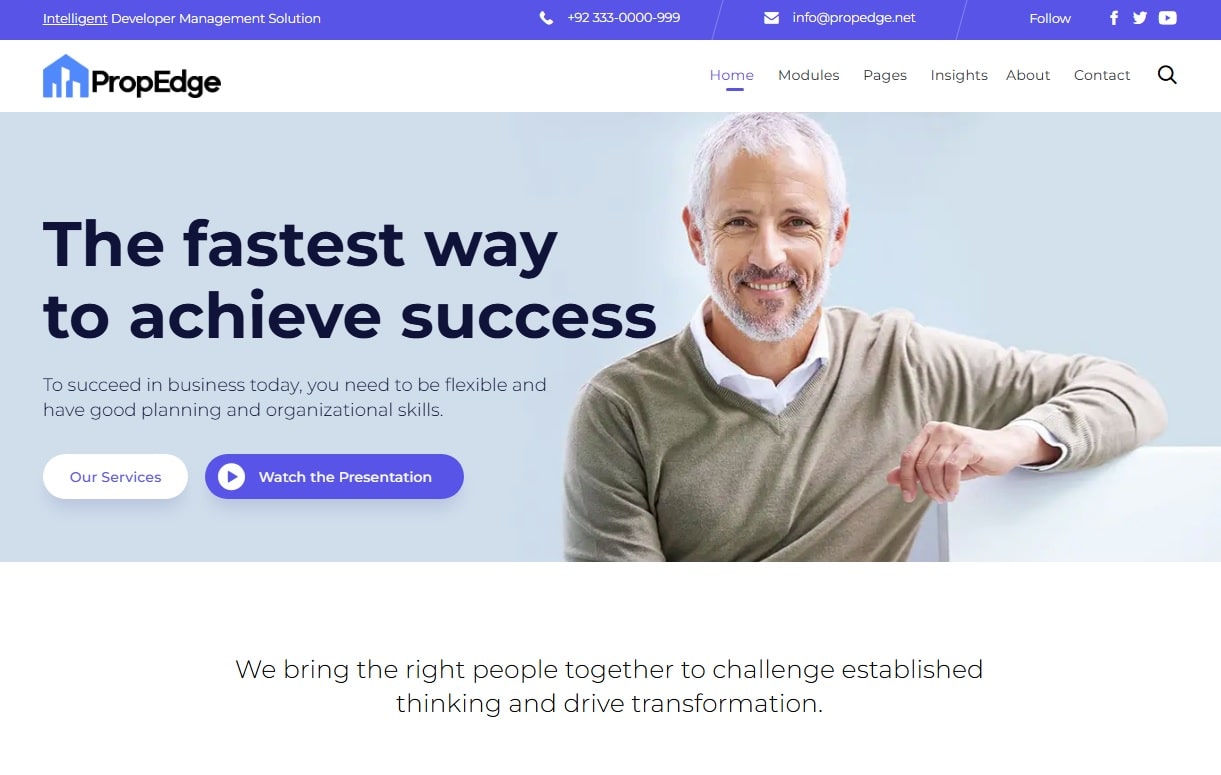 Intelligent Developer Management Solution
+92 333-0000-999
info@propedge.net
Follow
PropEdge
Home
Modules
Pages
Insights
About
Contact
The fastest way
to achieve success
To succeed in business today, you need to be flexible and
have good planning and organizational skills.
Our Services
Watch the Presentation
We bring the right people together to challenge established
thinking and drive transformation.